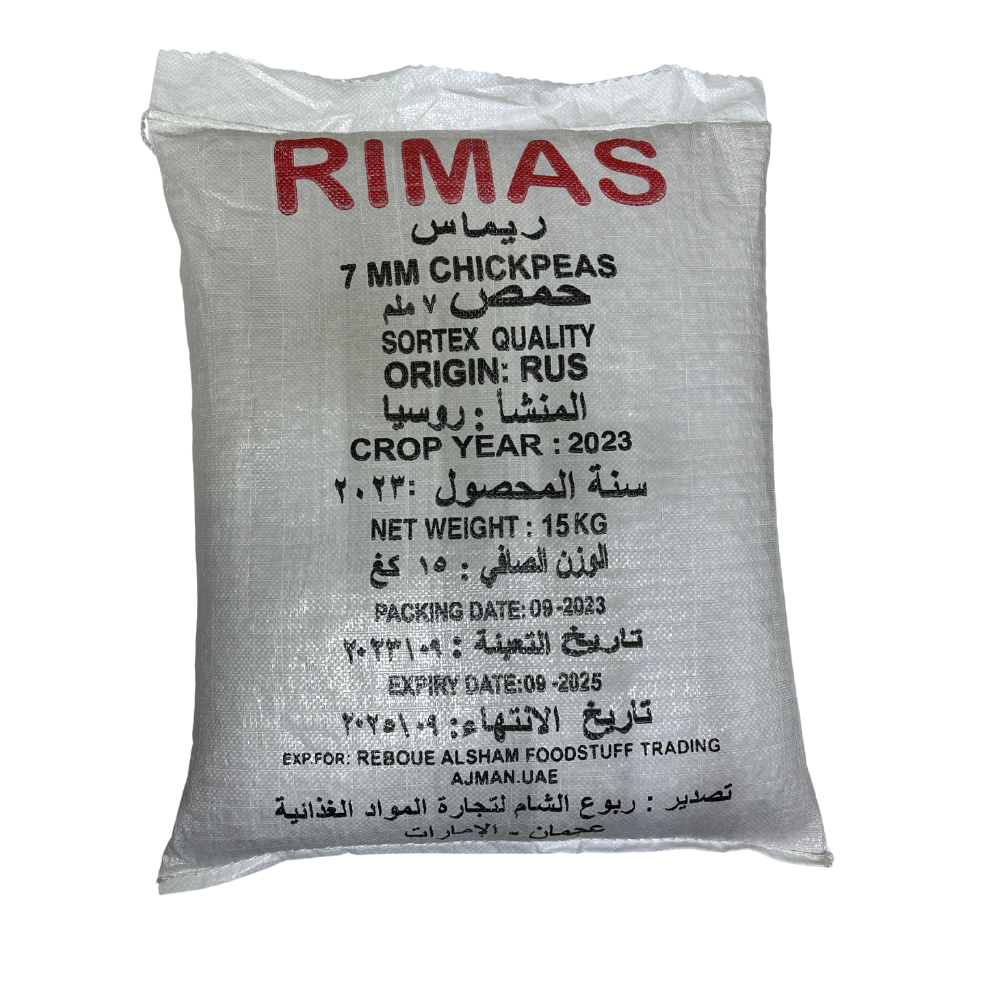 RIMAS
ريماس
7 MM CHICKPEAS
حمص ٧ ملم
SORTEX QUALITY
ORIGIN: RUS
المنشأ : روسيا
CROP YEAR : 2023
سنة المحصول : ٢٠٢٣
NET WEIGHT : 15 KG
الوزن الصافي : ١٥ كغ
PACKING DATE: 09-2023
تاريخ التعبئة : ٢٠٢٣\٠٩
EXPIRY DATE:09-2025
تاريخ الانتهاء: ٢٠٢٥\٠٩
EXP.FOR: REBOUE ALSHAM FOODSTUFF TRADING
AJMAN.UAE
تصدير : ربوع الشام لتجارة المواد الغذائية
عجمان - الإمارات